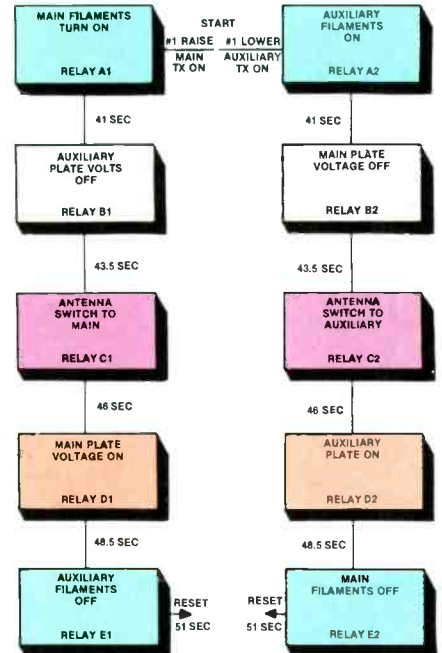 MAIN FILAMENTS
TURN ON
RELAY A1
START
#1 RAISE
MAIN
TX ON
#1 LOWER
AUXILIARY
TX ON
AUXILIARY
FILAMENTS
ON
RELAY A2
41 SEC
41 SEC
AUXILIARY
PLATE VOLTS
OFF
RELAY B1
MAIN PLATE
VOLTAGE OFF
RELAY B2
43.5 SEC
43.5 SEC
ANTENNA
SWITCH TO
MAIN
RELAY C1
ANTENNA
SWITCH TO
AUXILIARY
RELAY C2
46 SEC
46 SEC
MAIN PLATE
VOLTAGE ON
RELAY D1
AUXILIARY
PLATE ON
RELAY D2
48.5 SEC
48.5 SEC
AUXILIARY
FILAMENTS
OFF
RELAY E1
RESET
51 SEC
RESET
51 SEC
MAIN
FILAMENTS OFF
RELAY E2